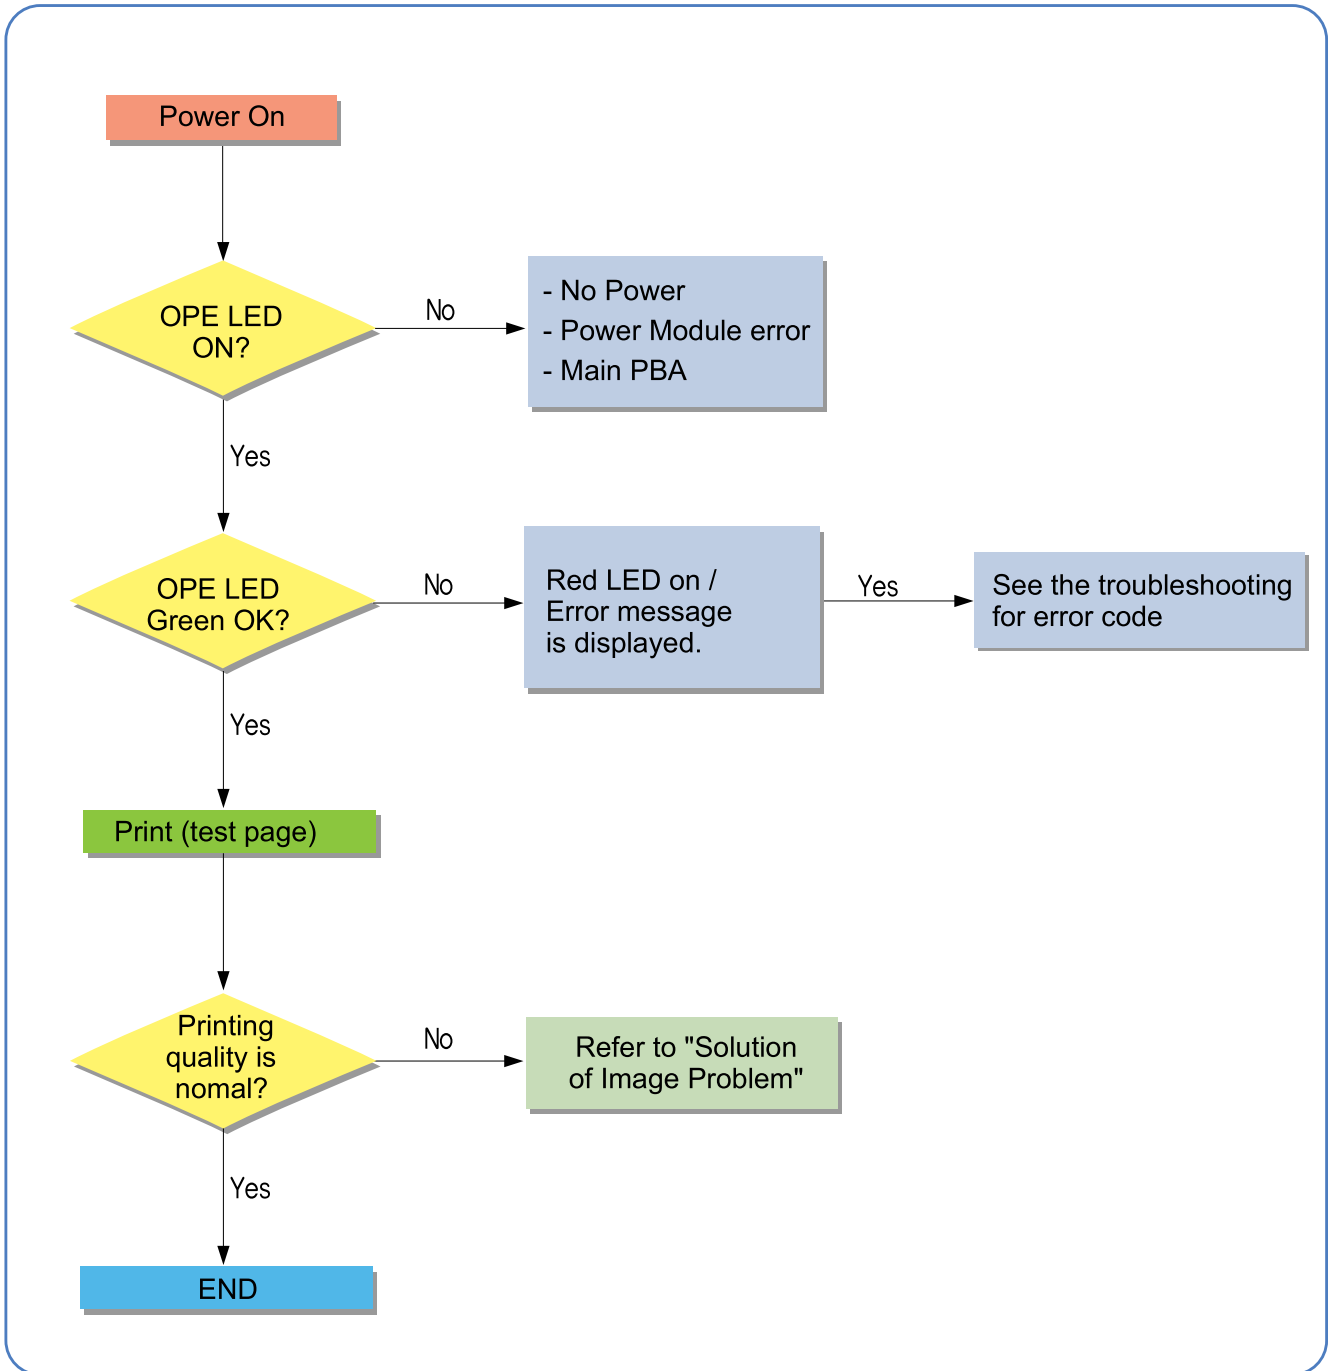 Power On
OPE LED
ON?
No
- No Power
- Power Module error
- Main PBA
Yes
OPE LED
Green OK?
No
Red LED on /
Error message
is displayed.
Yes
See the troubleshooting
for error code
Yes
Print (test page)
Printing
quality is
nomal?
No
Refer to "Solution
of Image Problem"
Yes
END